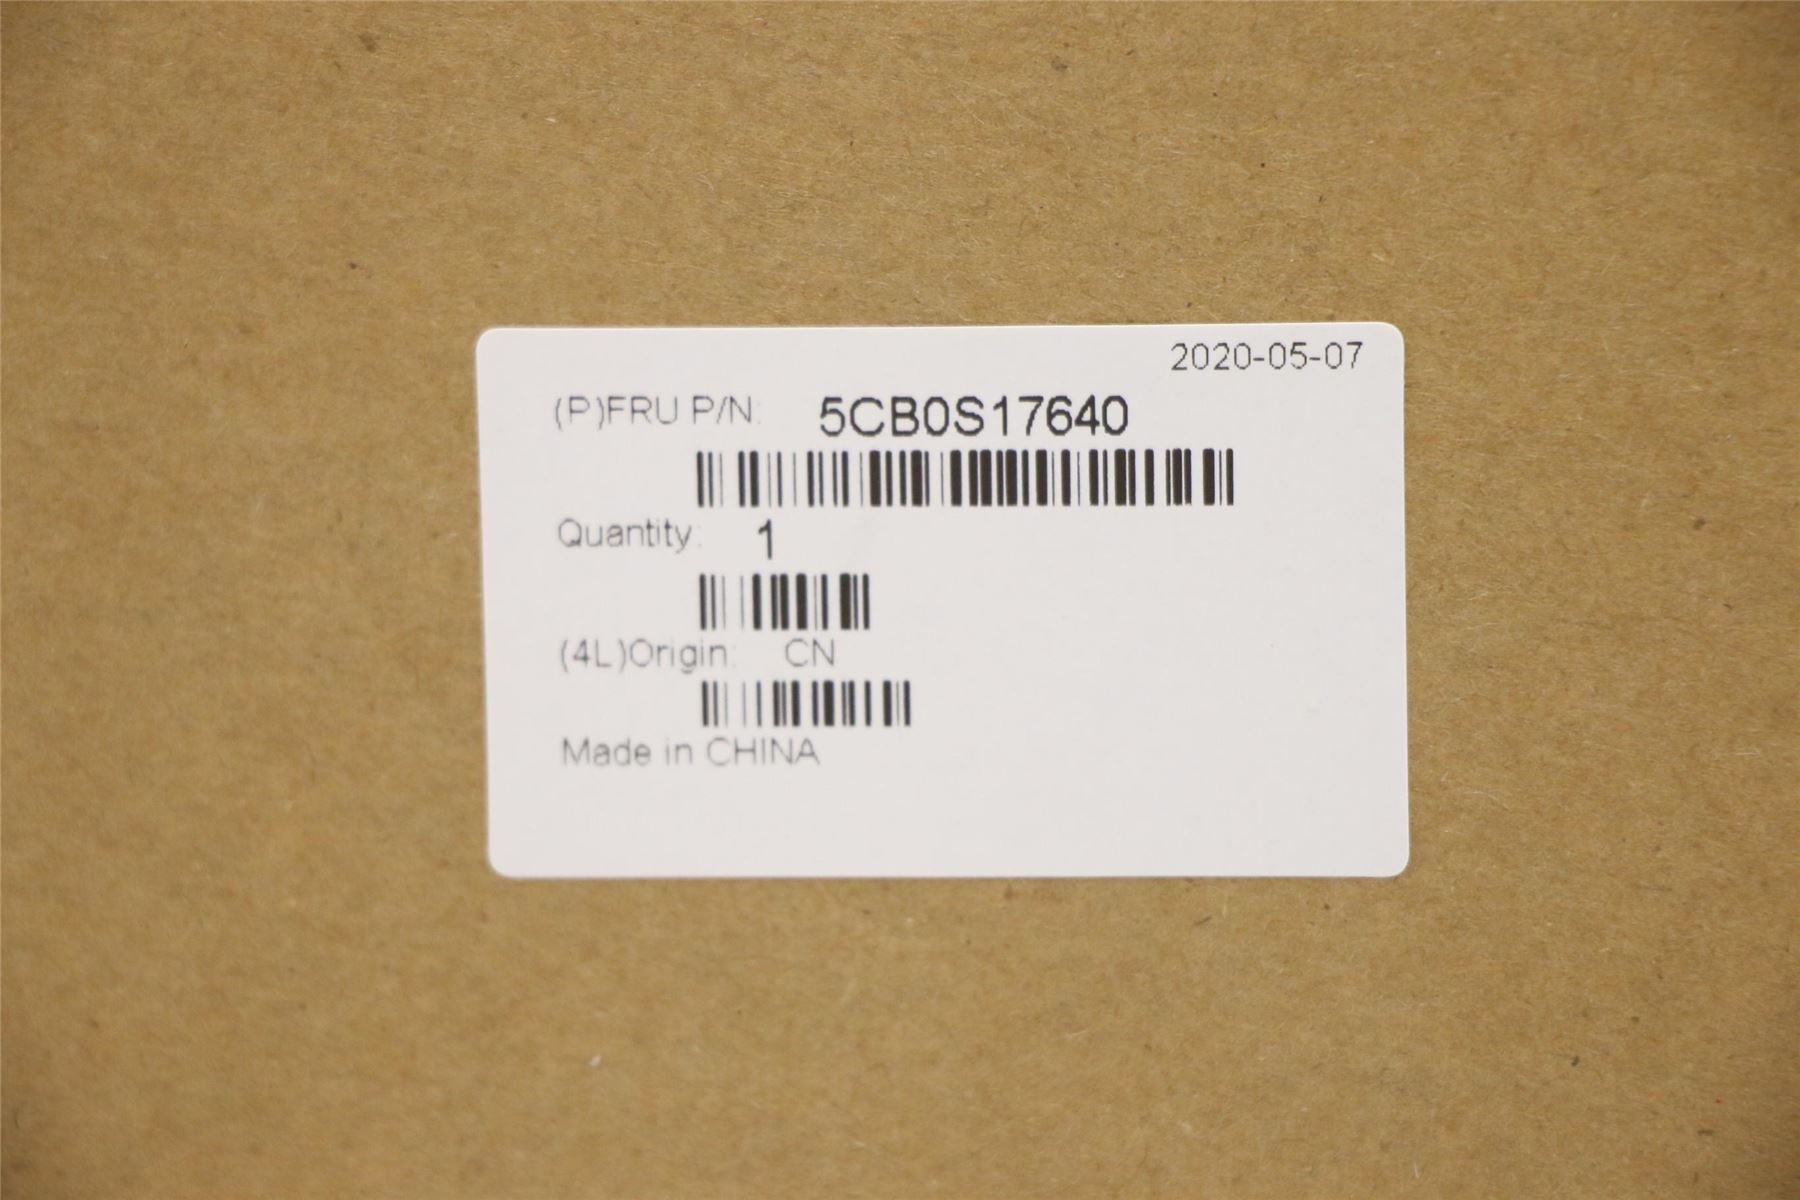 2020-05-07
(P)FRU P/N: 5CB0S17640
Quantity: 1
(4L)Origin: CN
Made in CHINA